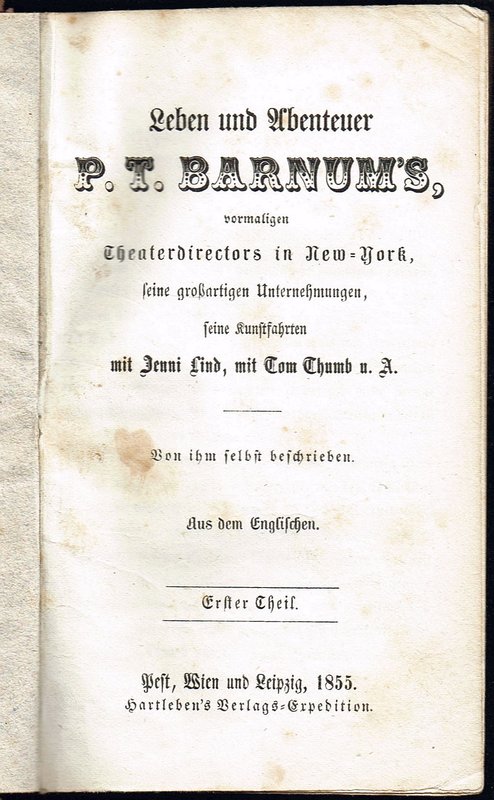 Leben und Abenteuer
P. T. BARNUM'S,
vormaligen
Theaterdirectors in New-York,
seine großartigen Unternehmungen,
seine Kunstfahrten
mit Jenni Lind, mit Tom Thumb u. A.
Von ihm selbst beschrieben.
Aus dem Englischen.
Erster Theil.
Pest, Wien und Leipzig, 1855.
Hartleben's Verlags-Expedition.